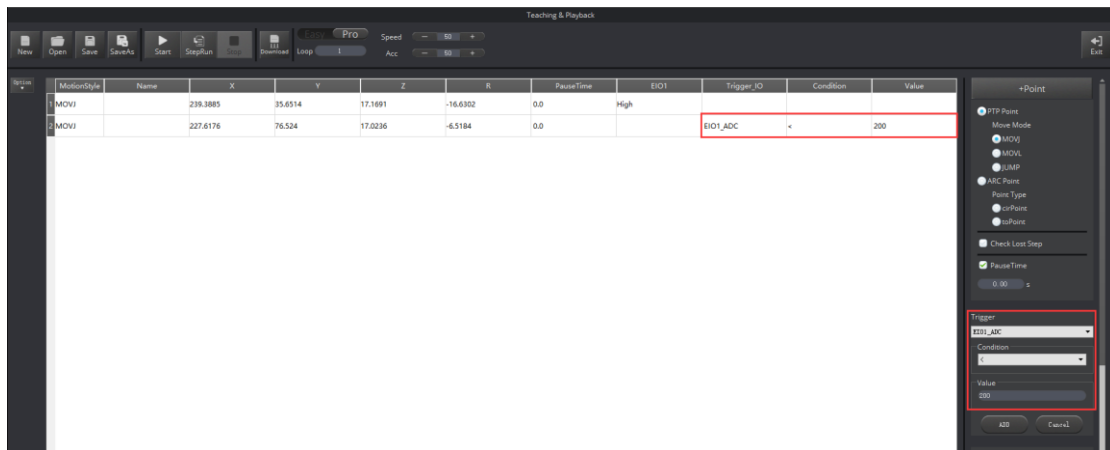 Teaching & Playback
Easy Pro Speed — 50 +
New Open Save SaveAs Start StepRun Stop Download Loop 1 Acc — 50 + Exit
Option MotionStyle Name X Y Z R PauseTime EIO1 Trigger_IO Condition Value
1 MOVJ 239.3885 35.6514 17.1691 -16.6302 0.0 High
2 MOVJ 227.6176 76.524 17.0236 -6.5184 0.0 EIO1_ADC < 200
+Point
PTP Point
Move Mode
MOVJ
MOVL
JUMP
ARC Point
Point Type
cirPoint
toPoint
Check Lost Step
PauseTime
0.00 s
Trigger
EIO1_ADC
Condition
<
Value
200
ADD Cancel